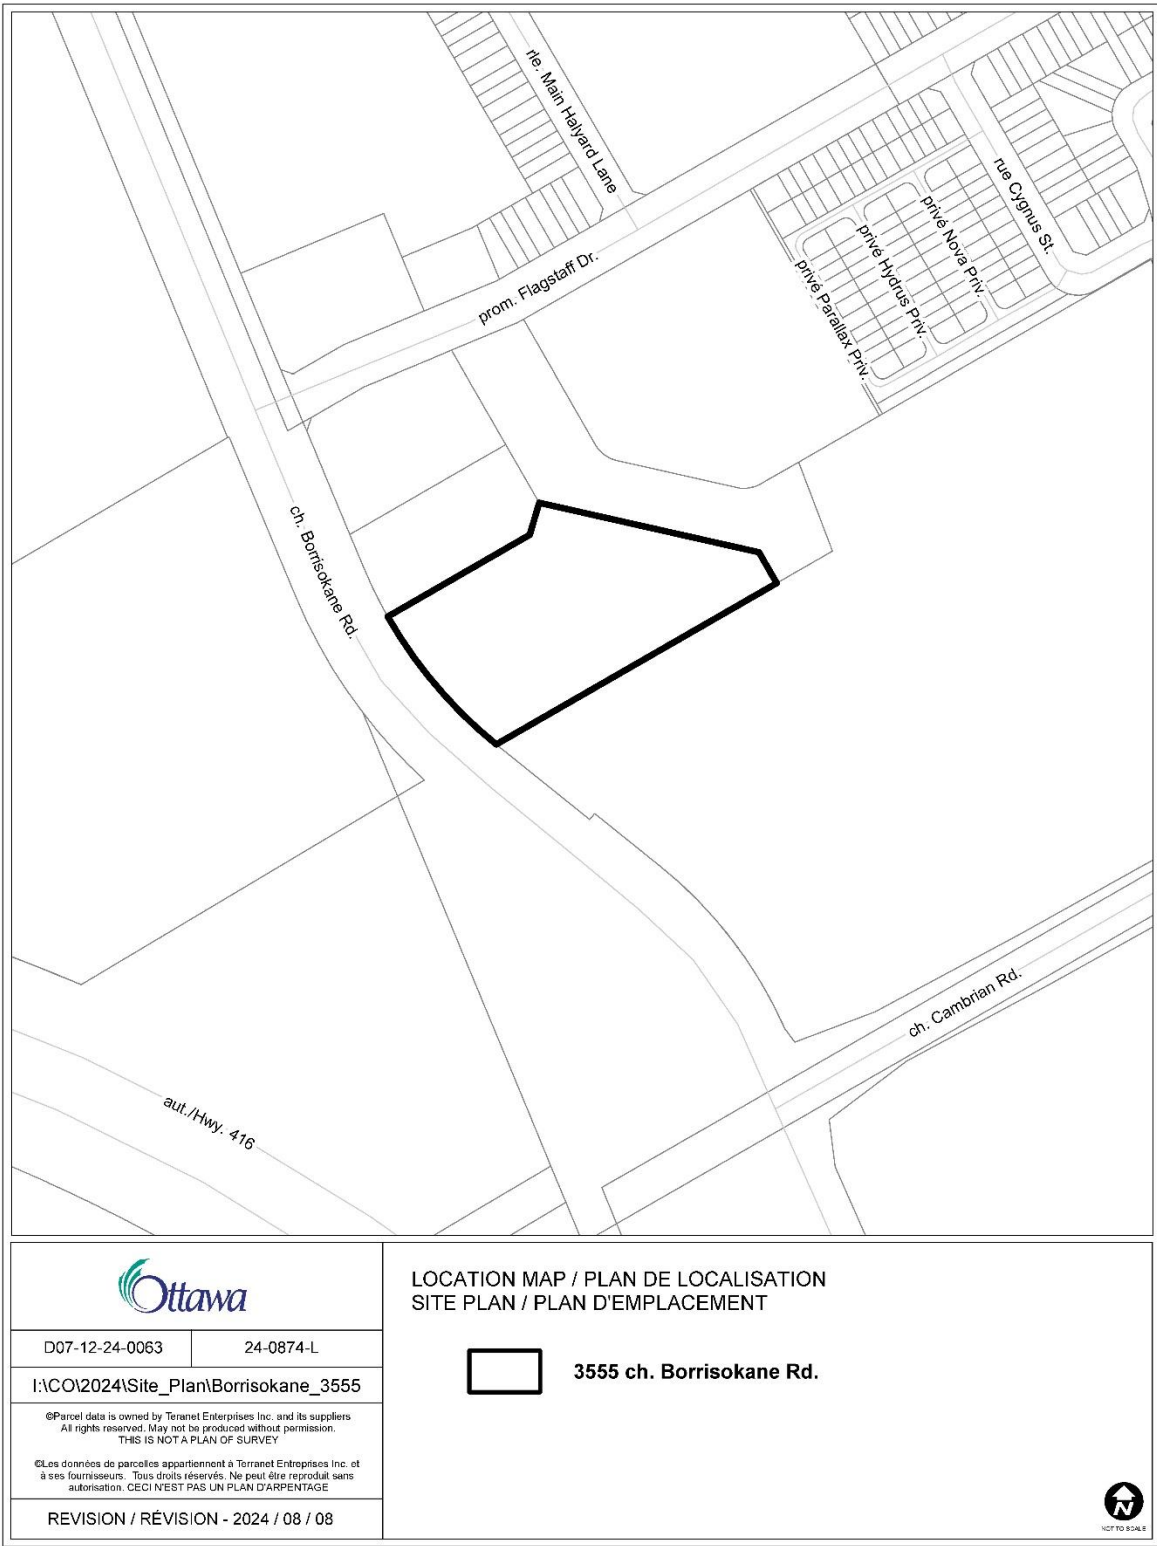 rle. Main Halyard Lane
rue Cygnus St.
privé Nova Priv.
privé Hydrus Priv.
privé Parallax Priv.
prom. Flagstaff Dr.
ch. Borrisokane Rd.
ch. Cambrian Rd.
aut./Hwy. 416
Ottawa
D07-12-24-0063
24-0874-L
I:\CO\2024\Site_Plan\Borrisokane_3555
©Parcel data is owned by Teranet Enterprises Inc. and its suppliers
All rights reserved. May not be produced without permission.
THIS IS NOT A PLAN OF SURVEY
©Les données de parcelles appartiennent à Terranet Entreprises Inc. et
à ses fournisseurs. Tous droits réservés. Ne peut être reproduit sans
autorisation. CECI N'EST PAS UN PLAN D'ARPENTAGE
REVISION / RÉVISION - 2024 / 08 / 08
LOCATION MAP / PLAN DE LOCALISATION
SITE PLAN / PLAN D'EMPLACEMENT
3555 ch. Borrisokane Rd.
N
NOT TO SCALE